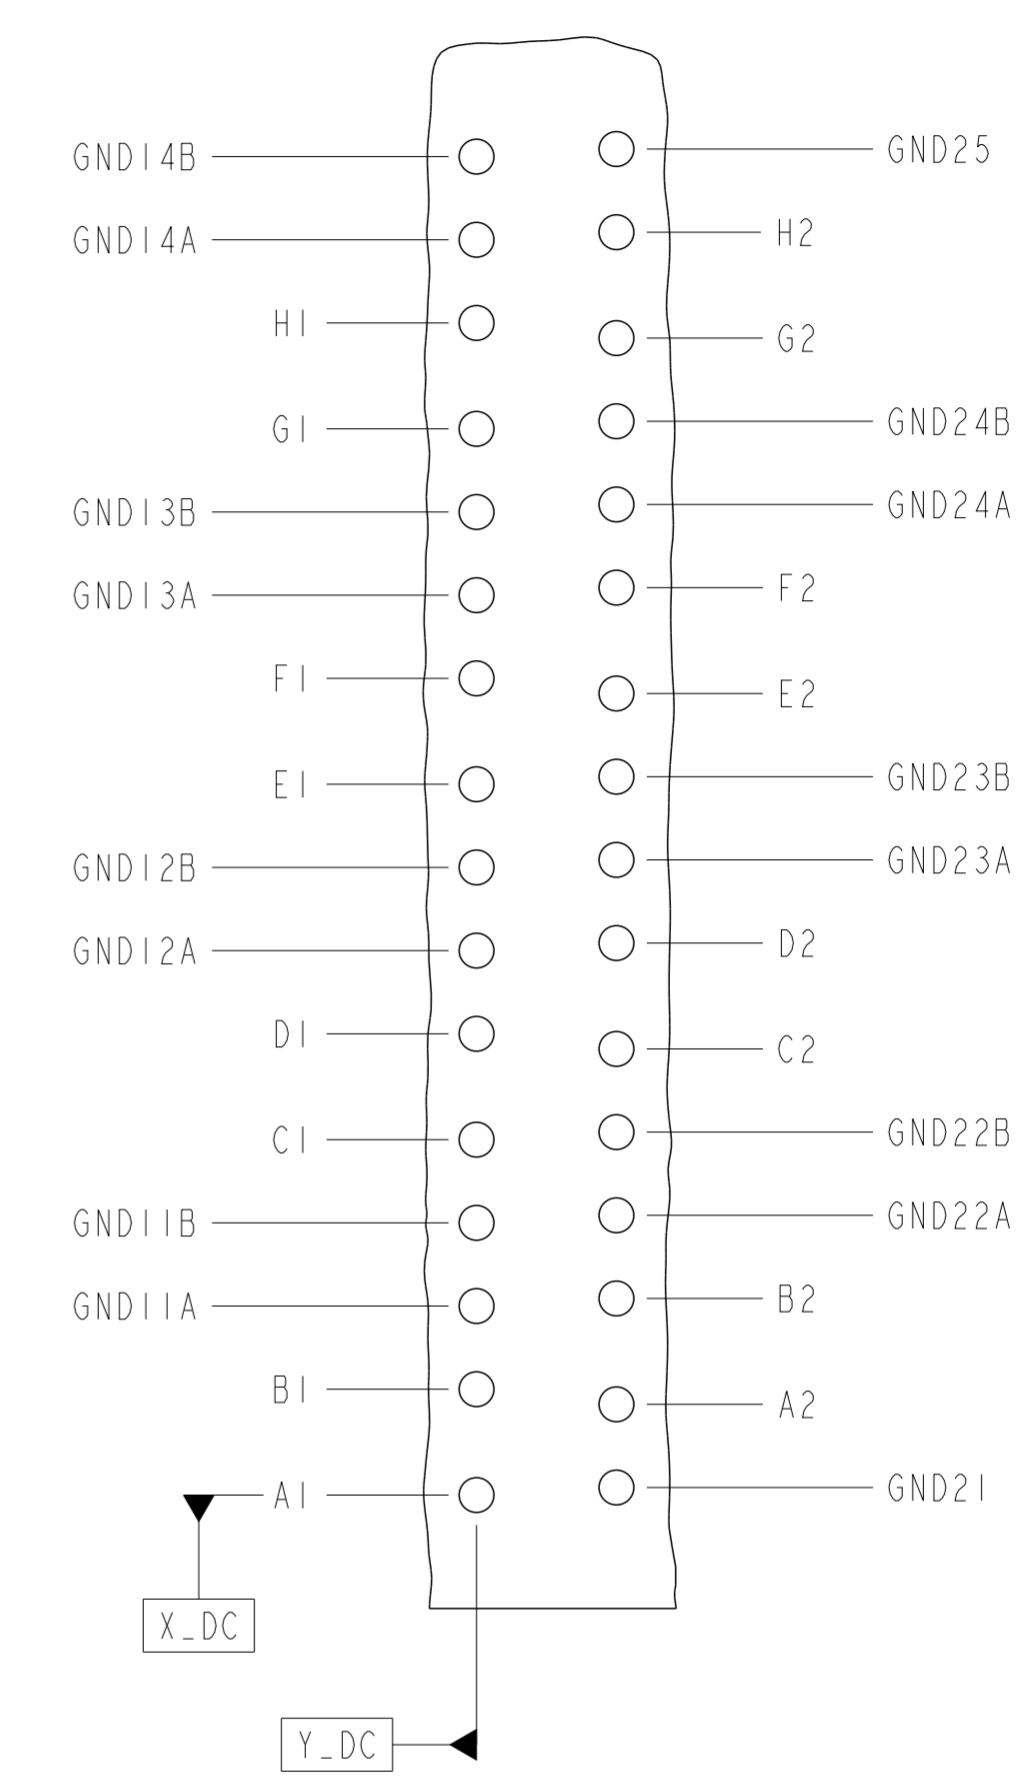 GND14B
GND25
GND14A
H2
H1
G2
G1
GND24B
GND13B
GND24A
GND13A
F2
F1
E2
E1
GND23B
GND12B
GND23A
GND12A
D2
D1
C2
C1
GND22B
GND11B
GND22A
GND11A
B2
B1
A2
A1
GND21
X_DC
Y_DC